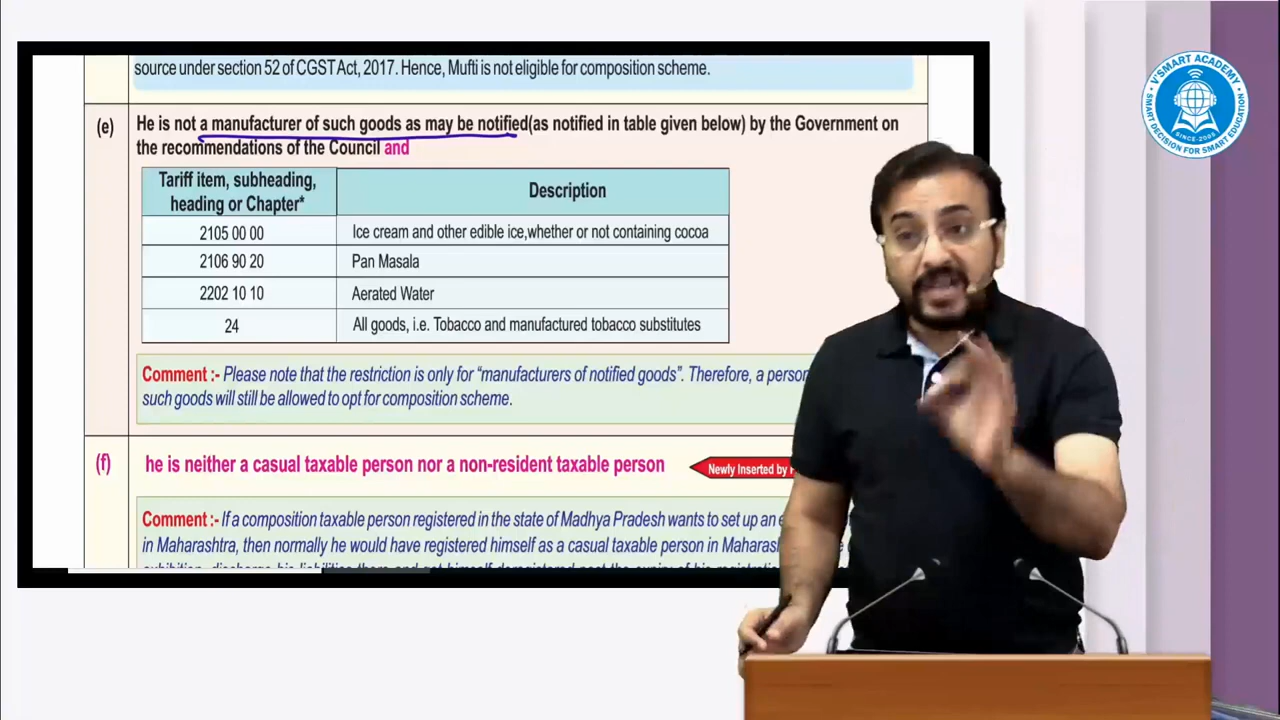 source under section 52 of CGST Act, 2017. Hence, Mufti is not eligible for composition scheme.
(e) He is not a manufacturer of such goods as may be notified(as notified in table given below) by the Government on
the recommendations of the Council and
Tariff item, subheading,
heading or Chapter*
Description
2105 00 00 Ice cream and other edible ice,whether or not containing cocoa
2106 90 20 Pan Masala
2202 10 10 Aerated Water
24 All goods, i.e. Tobacco and manufactured tobacco substitutes
Comment :- Please note that the restriction is only for “manufacturers of notified goods”. Therefore, a person
such goods will still be allowed to opt for composition scheme.
(f) he is neither a casual taxable person nor a non-resident taxable person
Newly Inserted by
Comment :- If a composition taxable person registered in the state of Madhya Pradesh wants to set up an
in Maharashtra, then normally he would have registered himself as a casual taxable person in
V'SMART ACADEMY
SMART DECISION FOR SMART EDUCATION
SINCE-2005